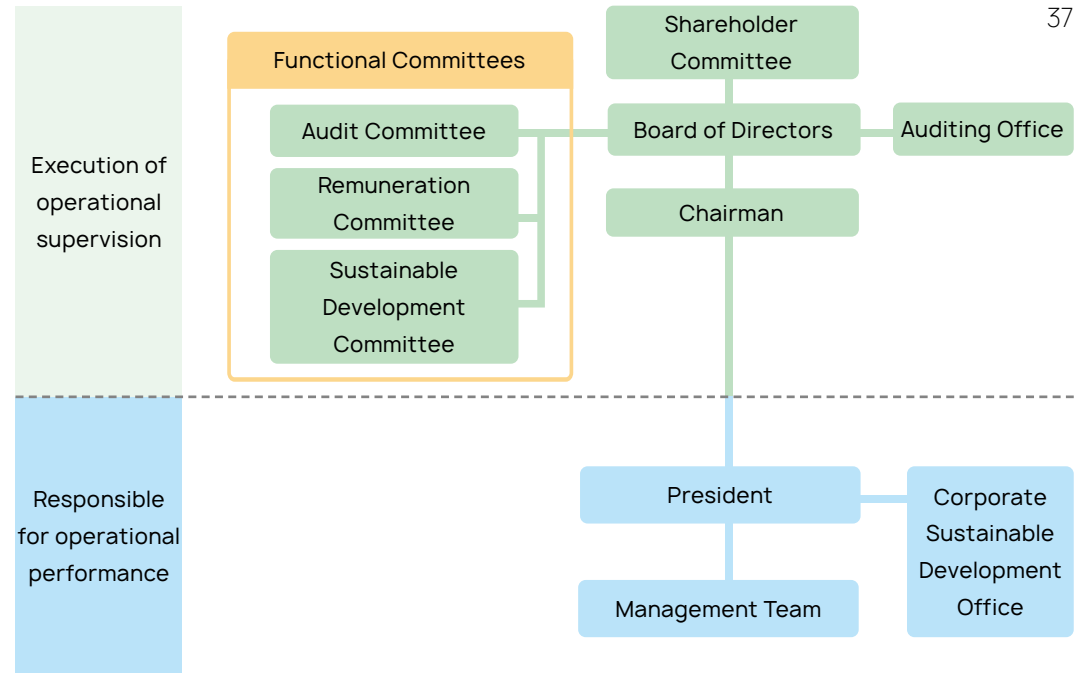 37
Execution of
operational
supervision
Functional Committees
Audit Committee
Remuneration
Committee
Sustainable
Development
Committee
Shareholder
Committee
Board of Directors
Auditing Office
Chairman
Responsible
for operational
performance
President
Corporate
Sustainable
Development
Office
Management Team